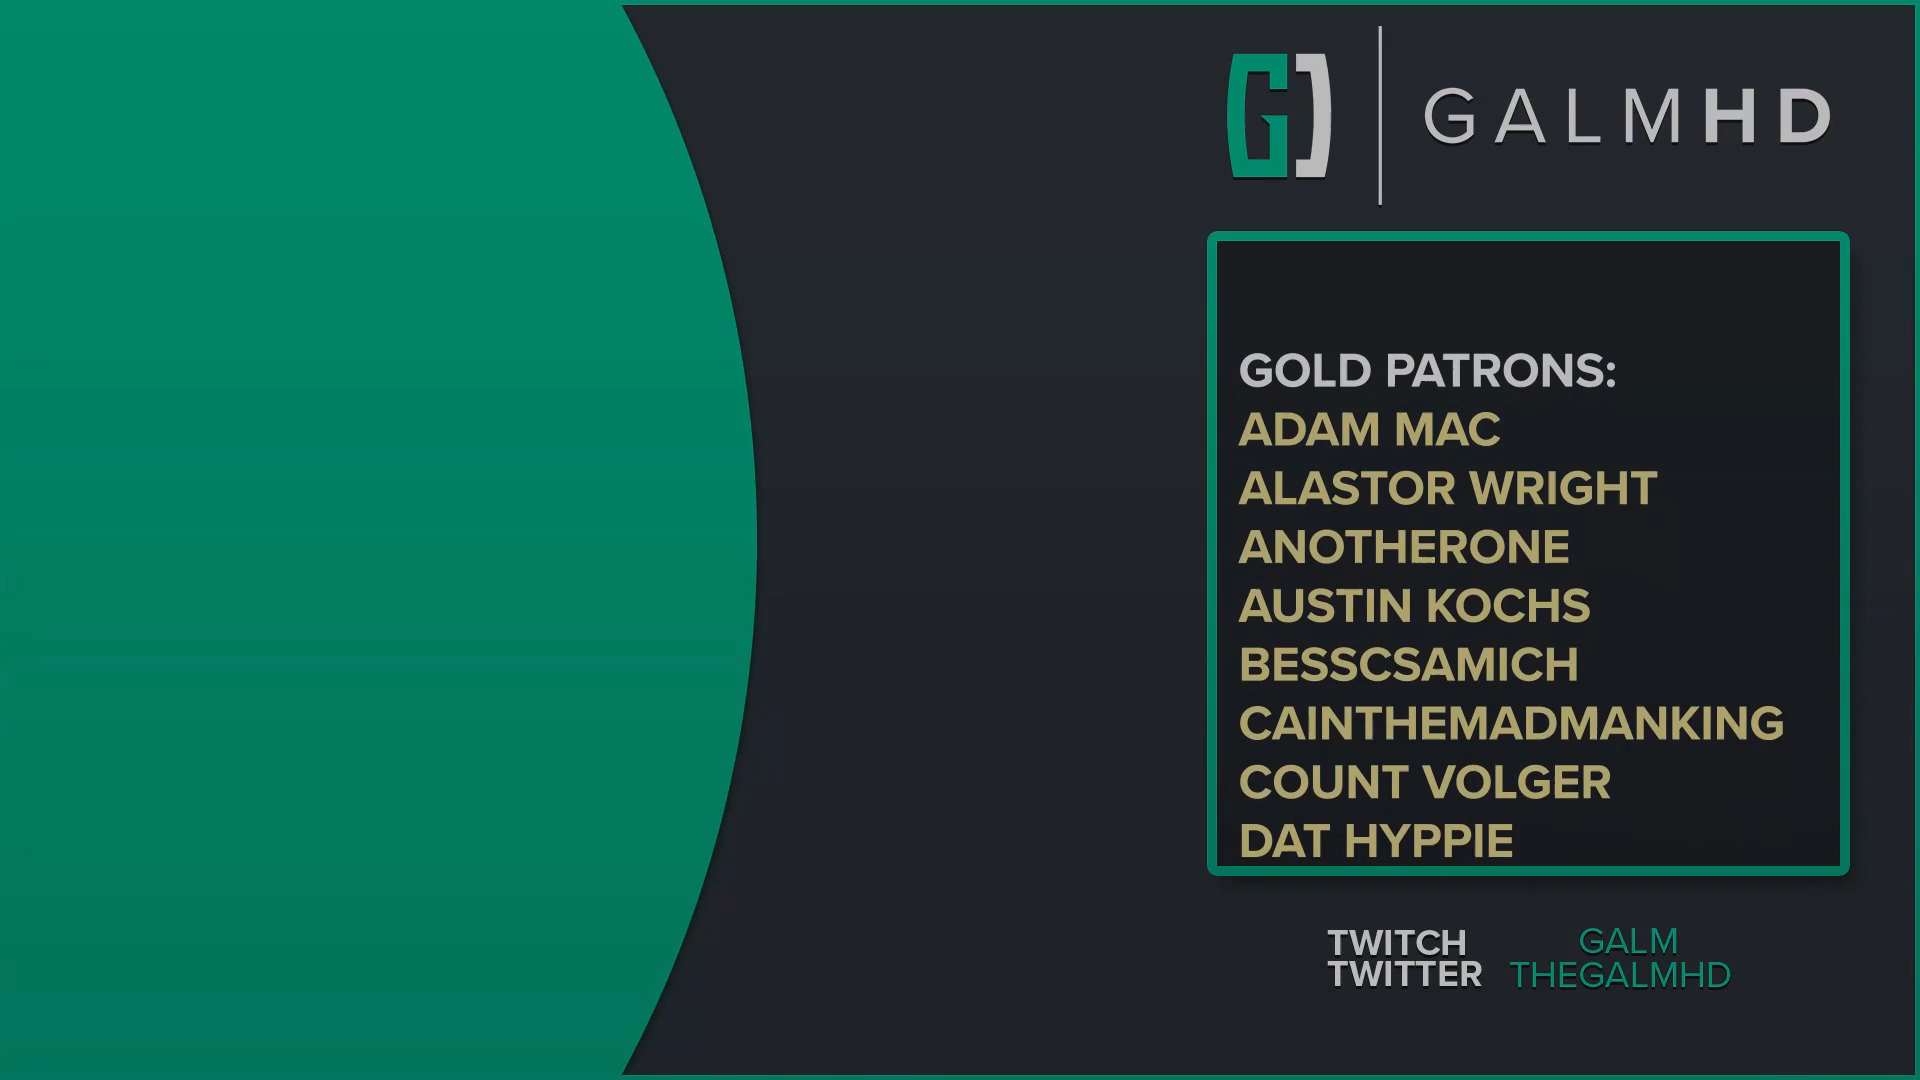 GALMHD
GOLD PATRONS:
ADAM MAC
ALASTOR WRIGHT
ANOTHERONE
AUSTIN KOCHS
BESSCSAMICH
CAINTHEMADMANKING
COUNT VOLGER
DAT HYPPIE
TWITCH GALM
TWITTER THEGALMHD